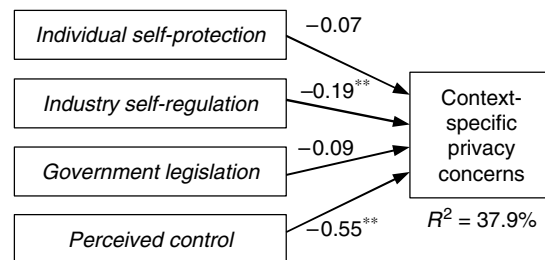 Individual self-protection
−0.07
Industry self-regulation
−0.19**
Government legislation
−0.09
Perceived control
−0.55**
Context-
specific
privacy
concerns
R² = 37.9%